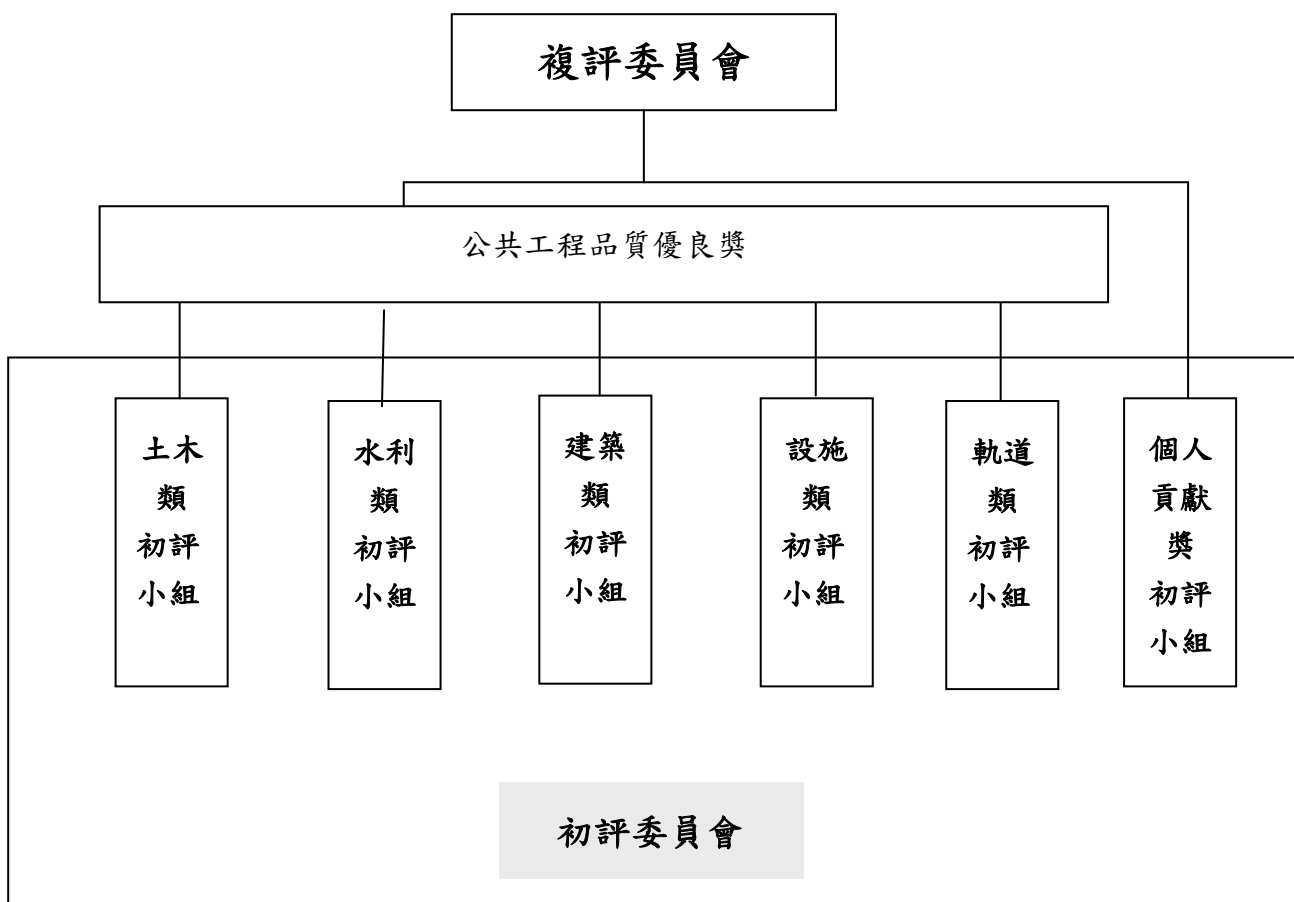 複評委員會
公共工程品質優良獎
土木
類
初評
小組
水利
類
初評
小組
建築
類
初評
小組
設施
類
初評
小組
軌道
類
初評
小組
個人
貢獻
獎
初評
小組
初評委員會